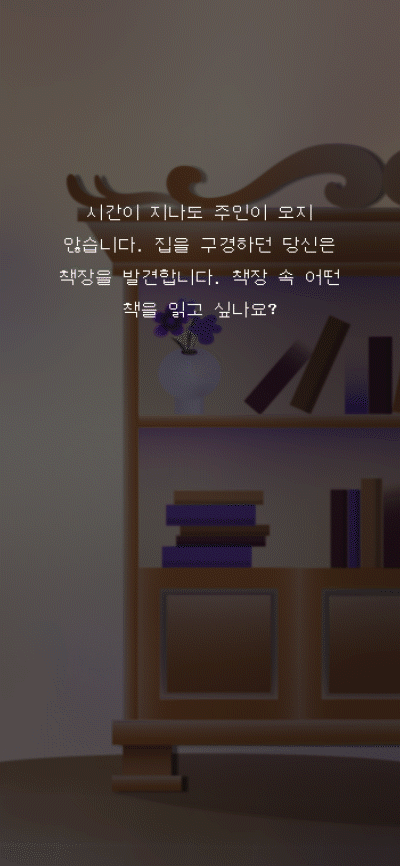 시간이 지나도 주인이 오지
않습니다. 집을 구경하던 당신은
책장을 발견합니다. 책장 속 어떤
책을 읽고 싶나요?